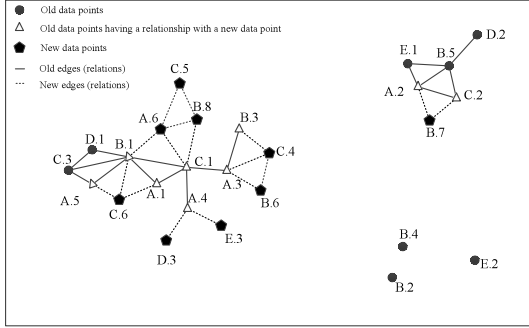 Old data points
Old data points having a relationship with a new data point
New data points
Old edges (relations)
New edges (relations)
D.2
E.1
B.5
A.2
C.2
B.7
C.5
B.8
A.6
B.3
D.1
B.1
C.3
C.1
C.4
A.3
A.5
A.1
C.6
A.4
B.6
E.3
D.3
B.4
E.2
B.2